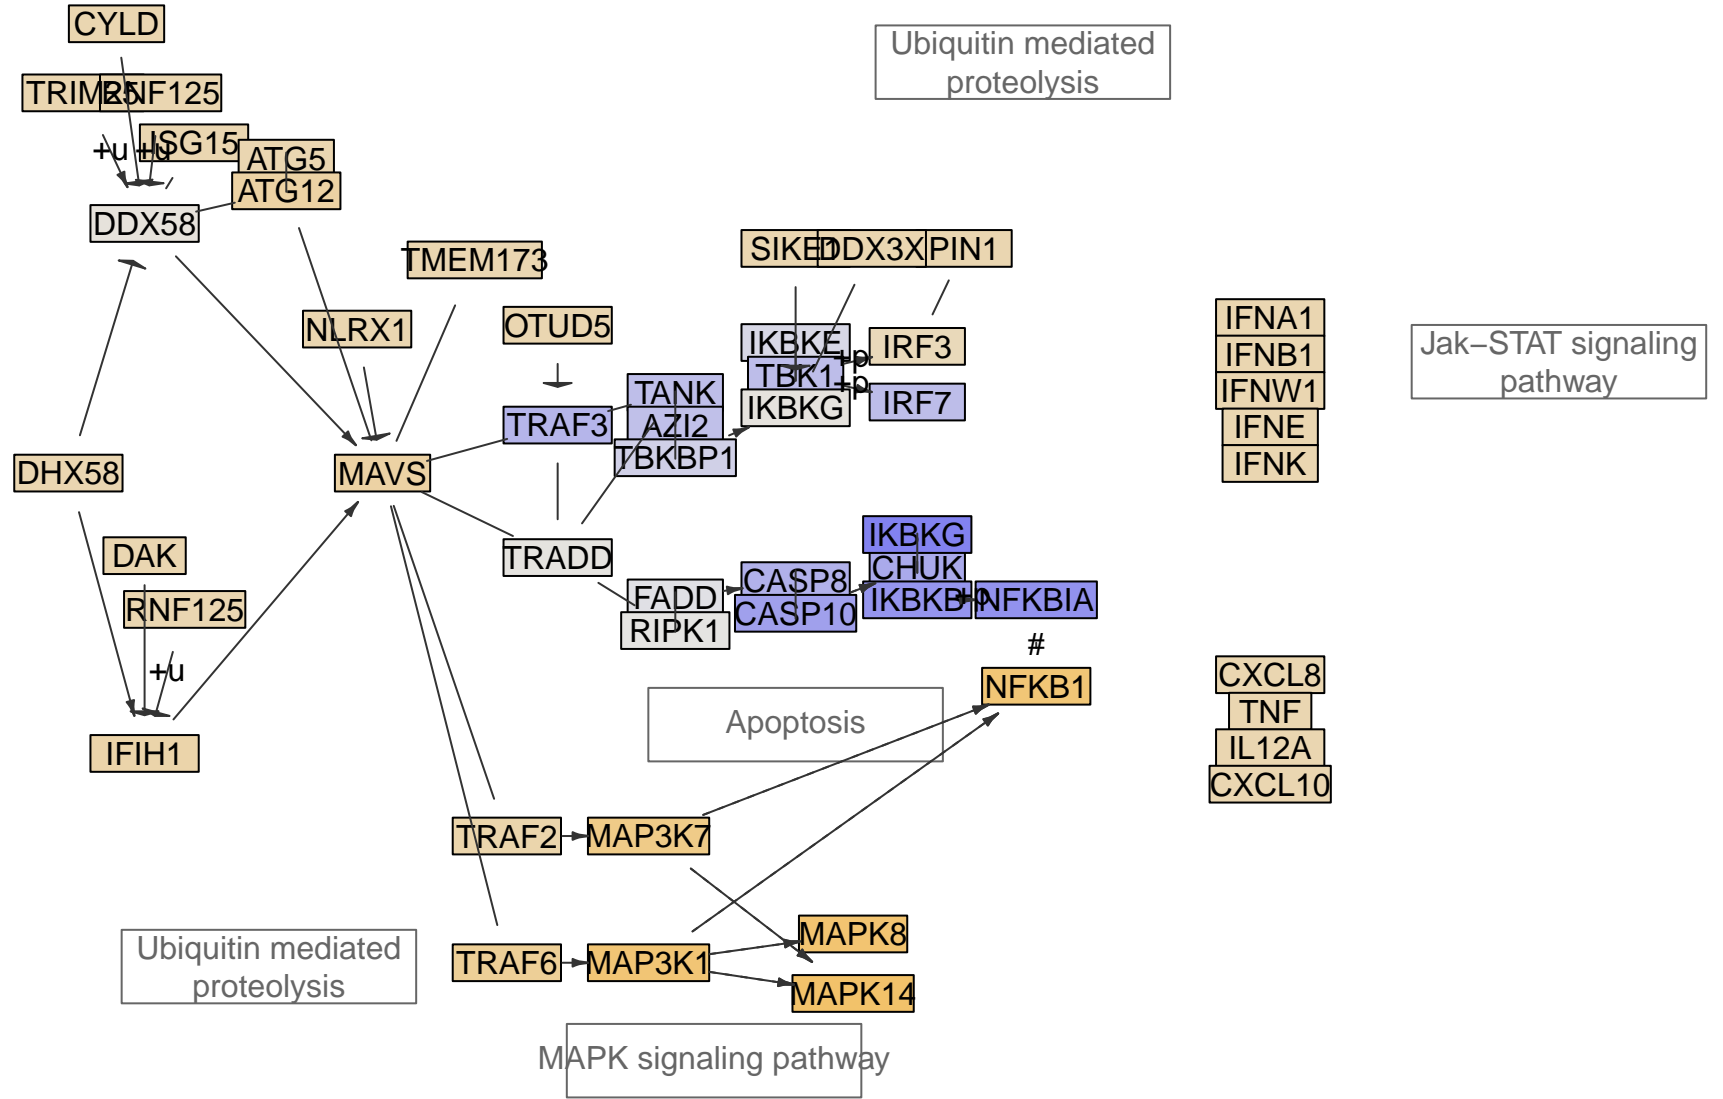 CYLD
Ubiquitin mediated
proteolysis
TRIM25
RNF125
+u
+u
ISG15
ATG5
ATG12
DDX58
TMEM173
SIKE1
DDX3X
PIN1
NLRX1
OTUD5
IKBKE
TBK1
IKBKG
+p
+p
IRF3
IRF7
IFNA1
IFNB1
IFNW1
IFNE
IFNK
Jak−STAT signaling
pathway
TRAF3
TANK
AZI2
TBKBP1
DHX58
MAVS
DAK
RNF125
+u
IFIH1
TRADD
FADD
RIPK1
CASP8
CASP10
IKBKG
CHUK
IKBKB
+p
NFKBIA
#
NFKB1
Apoptosis
CXCL8
TNF
IL12A
CXCL10
TRAF2
MAP3K7
TRAF6
MAP3K1
MAPK8
MAPK14
Ubiquitin mediated
proteolysis
MAPK signaling pathway